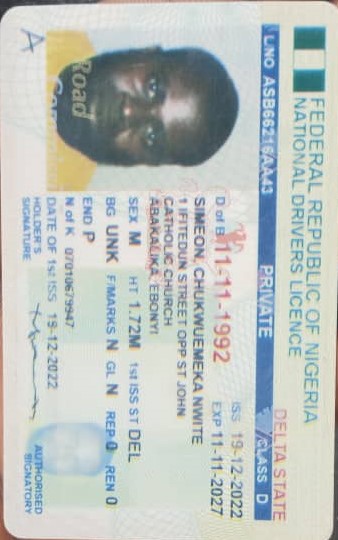 FEDERAL REPUBLIC OF NIGERIA
NATIONAL DRIVERS LICENCE
DELTA STATE
L/NO ASB66216AA43 PRIVATE CLASS D
ISS 19-12-2022
D of B 11-11-1992 EXP 11-11-2027
SIMEON, CHUKWUEMEKA NWITE
1 IFITEDUN STREET OPP ST JOHN
CATHOLIC CHURCH
ABAKALIKA, EBONYI
SEX M HT 1.72M 1st ISS ST DEL
BG UNK F/MARKS N GL N REP 0 REN 0
END P
Road
N of K 07010679947
DATE OF 1st ISS 19-12-2022
A
HOLDER'S
SIGNATURE
AUTHORISED
SIGNATORY